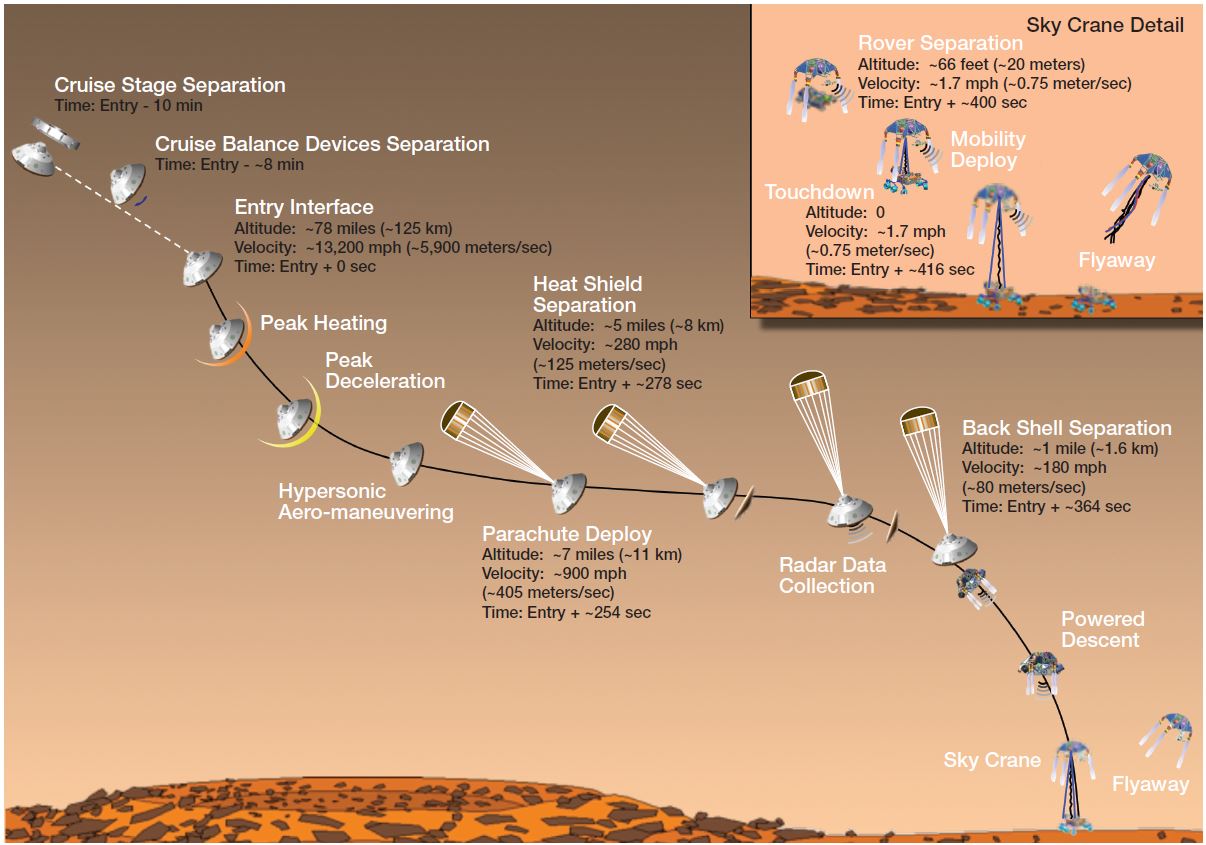 Cruise Stage Separation
Time: Entry - 10 min
Cruise Balance Devices Separation
Time: Entry - ~8 min
Entry Interface
Altitude: ~78 miles (~125 km)
Velocity: ~13,200 mph (~5,900 meters/sec)
Time: Entry + 0 sec
Peak Heating
Peak
Deceleration
Hypersonic
Aero-maneuvering
Parachute Deploy
Altitude: ~7 miles (~11 km)
Velocity: ~900 mph
(~405 meters/sec)
Time: Entry + ~254 sec
Heat Shield
Separation
Altitude: ~5 miles (~8 km)
Velocity: ~280 mph
(~125 meters/sec)
Time: Entry + ~278 sec
Radar Data
Collection
Back Shell Separation
Altitude: ~1 mile (~1.6 km)
Velocity: ~180 mph
(~80 meters/sec)
Time: Entry + ~364 sec
Powered
Descent
Sky Crane
Flyaway
Sky Crane Detail
Rover Separation
Altitude: ~66 feet (~20 meters)
Velocity: ~1.7 mph (~0.75 meter/sec)
Time: Entry + ~400 sec
Mobility
Deploy
Touchdown
Altitude: 0
Velocity: ~1.7 mph
(~0.75 meter/sec)
Time: Entry + ~416 sec
Flyaway